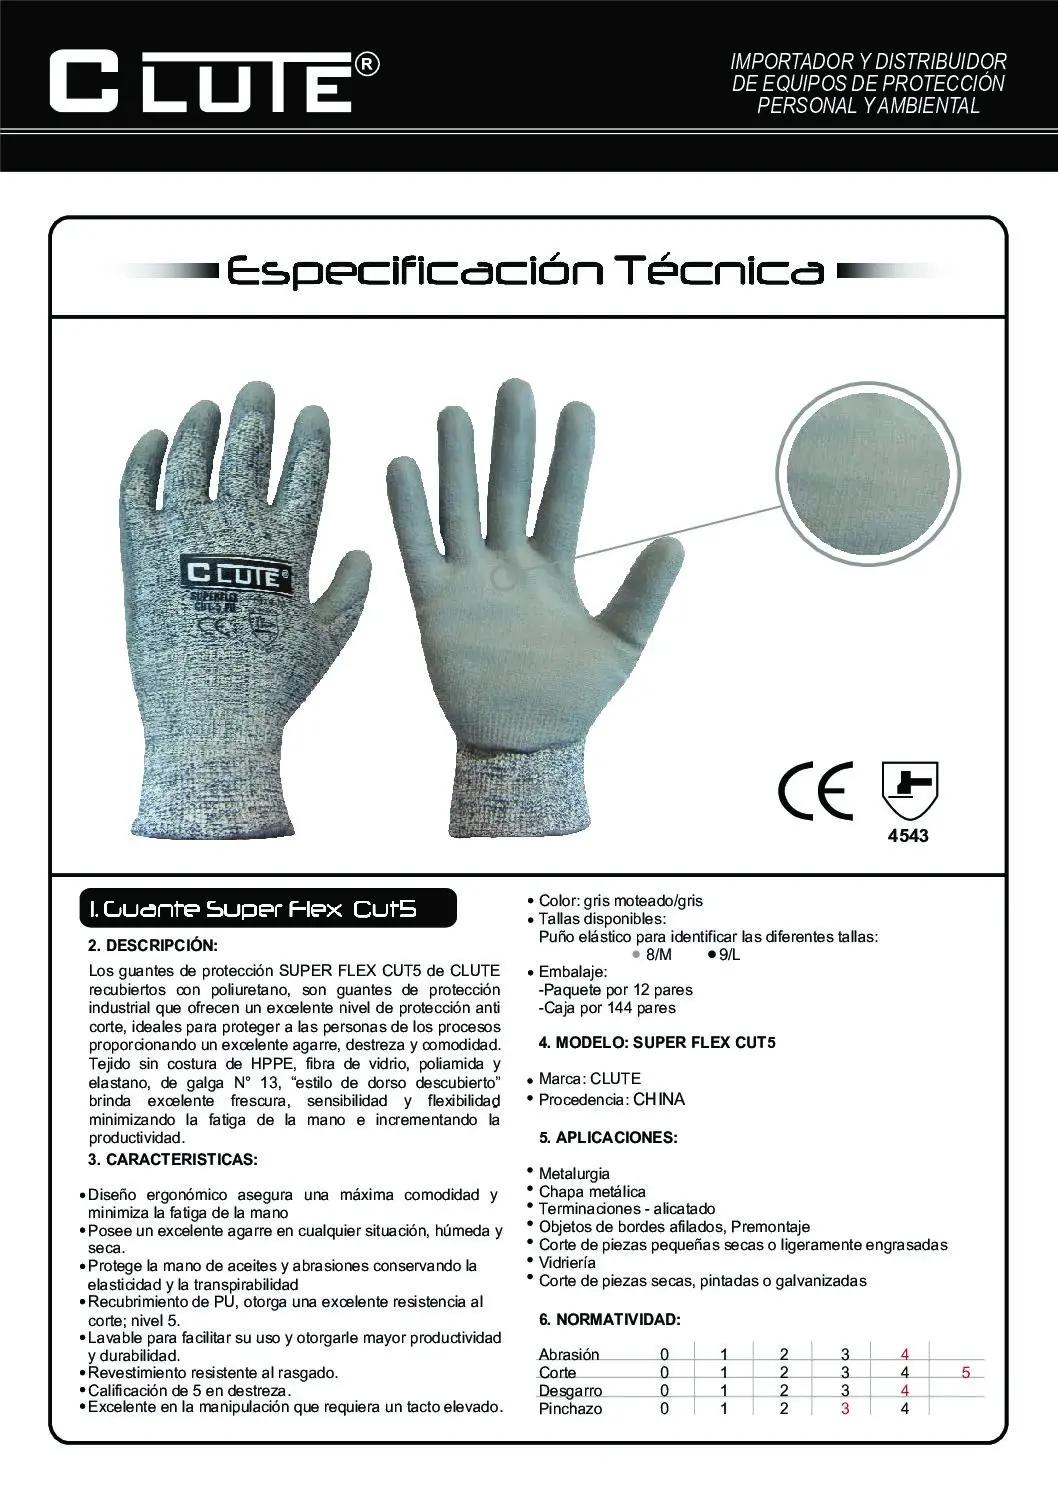 CLUTE®
IMPORTADOR Y DISTRIBUIDOR
DE EQUIPOS DE PROTECCIÓN
PERSONAL Y AMBIENTAL
Especificación Técnica
CLUTE®
SUPERFLEX
CUT-5 PU
CE
CE
4543
1. Guante Super Flex Cut5
2. DESCRIPCIÓN:
Los guantes de protección SUPER FLEX CUT5 de CLUTE
recubiertos con poliuretano, son guantes de protección
industrial que ofrecen un excelente nivel de protección anti
corte, ideales para proteger a las personas de los procesos
proporcionando un excelente agarre, destreza y comodidad.
Tejido sin costura de HPPE, fibra de vidrio, poliamida y
elastano, de galga N° 13, “estilo de dorso descubierto”
brinda excelente frescura, sensibilidad y flexibilidad,
minimizando la fatiga de la mano e incrementando la
productividad.
3. CARACTERISTICAS:
• Diseño ergonómico asegura una máxima comodidad y
minimiza la fatiga de la mano
• Posee un excelente agarre en cualquier situación, húmeda y
seca.
• Protege la mano de aceites y abrasiones conservando la
elasticidad y la transpirabilidad
• Recubrimiento de PU, otorga una excelente resistencia al
corte; nivel 5.
• Lavable para facilitar su uso y otorgarle mayor productividad
y durabilidad.
• Revestimiento resistente al rasgado.
• Calificación de 5 en destreza.
• Excelente en la manipulación que requiera un tacto elevado.
• Color: gris moteado/gris
• Tallas disponibles:
Puño elástico para identificar las diferentes tallas:
• 8/M • 9/L
• Embalaje:
-Paquete por 12 pares
-Caja por 144 pares
4. MODELO: SUPER FLEX CUT5
• Marca: CLUTE
• Procedencia: CHINA
5. APLICACIONES:
• Metalurgia
• Chapa metálica
• Terminaciones - alicatado
• Objetos de bordes afilados, Premontaje
• Corte de piezas pequeñas secas o ligeramente engrasadas
• Vidriería
• Corte de piezas secas, pintadas o galvanizadas
6. NORMATIVIDAD:
Abrasión 0 1 2 3 4
Corte 0 1 2 3 4 5
Desgarro 0 1 2 3 4
Pinchazo 0 1 2 3 4